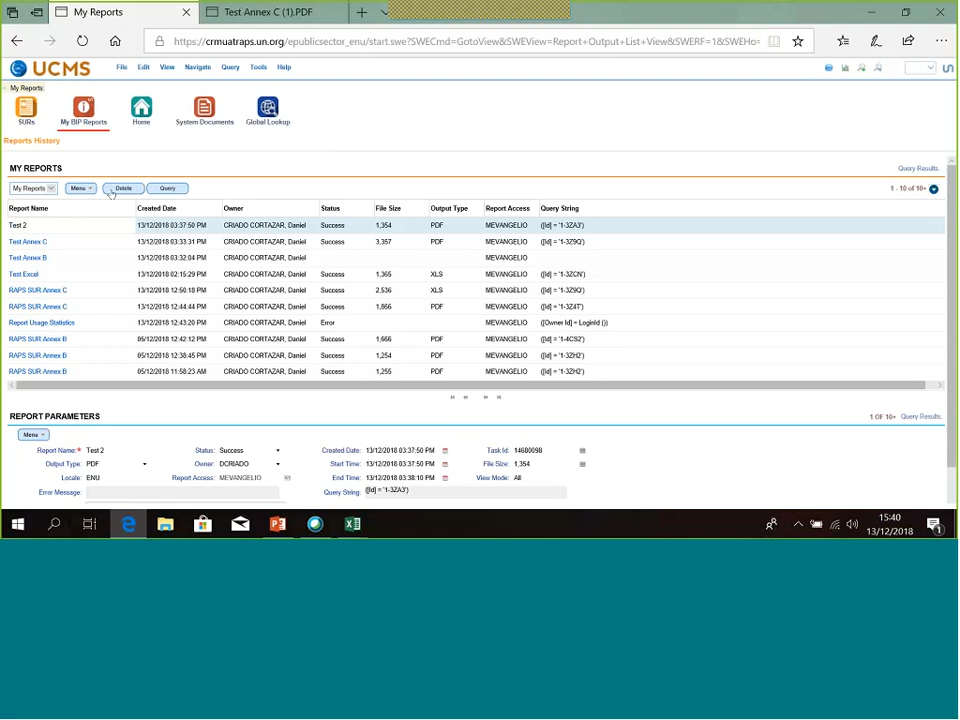 My Reports
Test Annex C (1).PDF
https://crmuatraps.un.org/epublicsector_enu/start.swe?SWECmd=GotoView&SWEView=Report+Output+List+View&SWERF=1&SWEHo=
UCMS File Edit View Navigate Query Tools Help
My Reports:
SURs My BIP Reports Home System Documents Global Lookup
Reports History
MY REPORTS Query Results.
My Reports Menu Delete Query 1 - 10 of 10+
Report Name Created Date Owner Status File Size Output Type Report Access Query String
Test 2 13/12/2018 03:37:50 PM CRIADO CORTAZAR, Daniel Success 1,354 PDF MEVANGELIO ([Id] = '1-3ZA3')
Test Annex C 13/12/2018 03:33:31 PM CRIADO CORTAZAR, Daniel Success 3,357 PDF MEVANGELIO ([Id] = '1-3Z9Q')
Test Annex B 13/12/2018 03:32:04 PM CRIADO CORTAZAR, Daniel MEVANGELIO
Test Excel 13/12/2018 02:15:29 PM CRIADO CORTAZAR, Daniel Success 1,365 XLS MEVANGELIO ([Id] = '1-3ZCN')
RAPS SUR Annex C 13/12/2018 12:50:18 PM CRIADO CORTAZAR, Daniel Success 2,536 XLS MEVANGELIO ([Id] = '1-3Z9Q')
RAPS SUR Annex C 13/12/2018 12:44:44 PM CRIADO CORTAZAR, Daniel Success 1,866 PDF MEVANGELIO ([Id] = '1-3Z4T')
Report Usage Statistics 13/12/2018 12:43:20 PM CRIADO CORTAZAR, Daniel Error MEVANGELIO ([Owner Id] = LoginId ())
RAPS SUR Annex B 05/12/2018 12:42:12 PM CRIADO CORTAZAR, Daniel Success 1,666 PDF MEVANGELIO ([Id] = '1-4CS2')
RAPS SUR Annex B 05/12/2018 12:38:45 PM CRIADO CORTAZAR, Daniel Success 1,254 PDF MEVANGELIO ([Id] = '1-3ZH2')
RAPS SUR Annex B 05/12/2018 11:58:23 AM CRIADO CORTAZAR, Daniel Success 1,255 PDF MEVANGELIO ([Id] = '1-3ZH2')
REPORT PARAMETERS 1 OF 10+ Query Results.
Menu
Report Name:* Test 2 Status: Success Created Date: 13/12/2018 03:37:50 PM Task Id: 14680098
Output Type: PDF Owner: DCRIADO Start Time: 13/12/2018 03:37:50 PM File Size: 1,354
Locale: ENU Report Access: MEVANGELIO End Time: 13/12/2018 03:38:10 PM View Mode: All
Error Message: Query String: ([Id] = '1-3ZA3')
15:40
13/12/2018
1